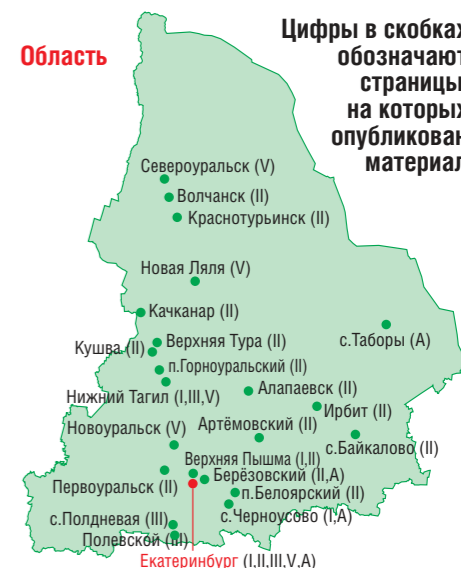 Область
Цифры в скобках
обозначают
страницы,
на которых
опубликован
материал
Североуральск (V)
Волчанск (II)
Краснотурьинск (II)
Новая Ляля (V)
Качканар (II)
с.Таборы (А)
Верхняя Тура (II)
Кушва (II)
п.Горноуральский (II)
Нижний Тагил (I,III,V)
Алапаевск (II)
Ирбит (II)
Новоуральск (V)
Артёмовский (II)
с.Байкалово (II)
Верхняя Пышма (I,II)
Берёзовский (II,А)
Первоуральск (II)
п.Белоярский (II)
с.Черноусово (I,А)
с.Полдневая (III)
Полевской (III)
Екатеринбург (I,II,III,V,А)